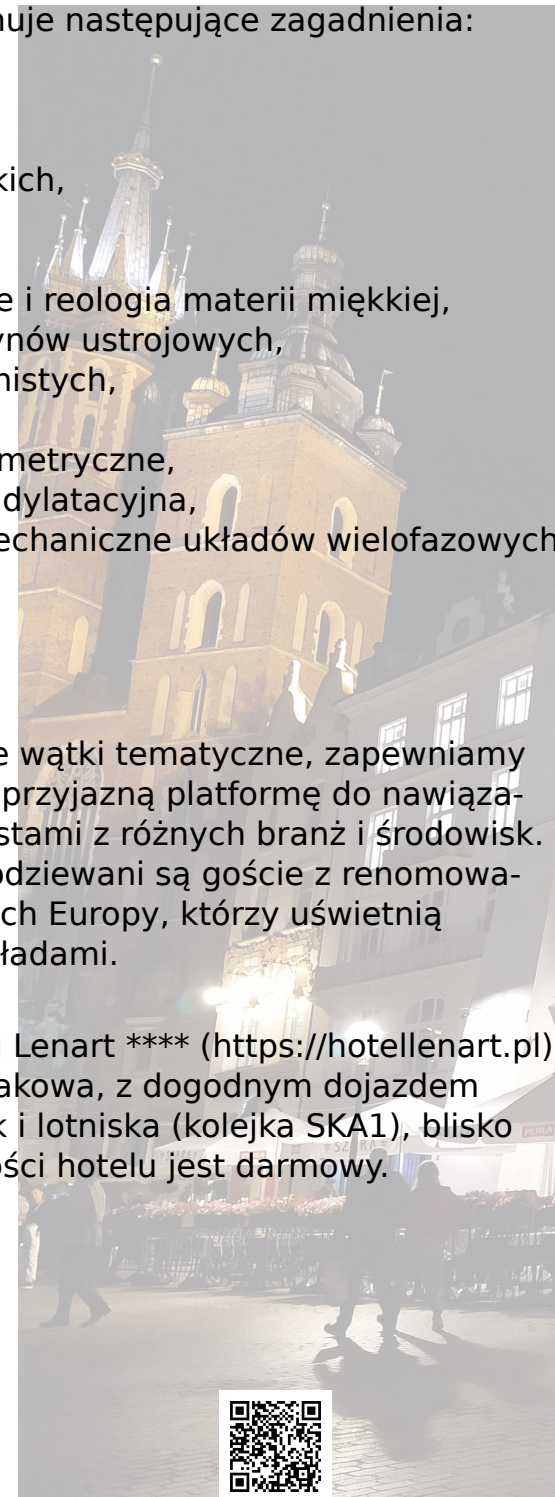 nuje następujące zagadnienia:
kich,
e i reologia materii miękkiej,
ynów ustrojowych,
nistych,
metryczne,
dylatacyjna,
echaniczne układów wielofazowych
e wątki tematyczne, zapewniamy
przyjazną platformę do nawiąza-
stami z różnych branż i środowisk.
odziewani są goście z renomowa-
ch Europy, którzy uświetnią
ładami.
Lenart **** (https://hotellenart.pl)
akowa, z dogodnym dojazdem
k i lotniska (kolejka SKA1), blisko
ości hotelu jest darmowy.